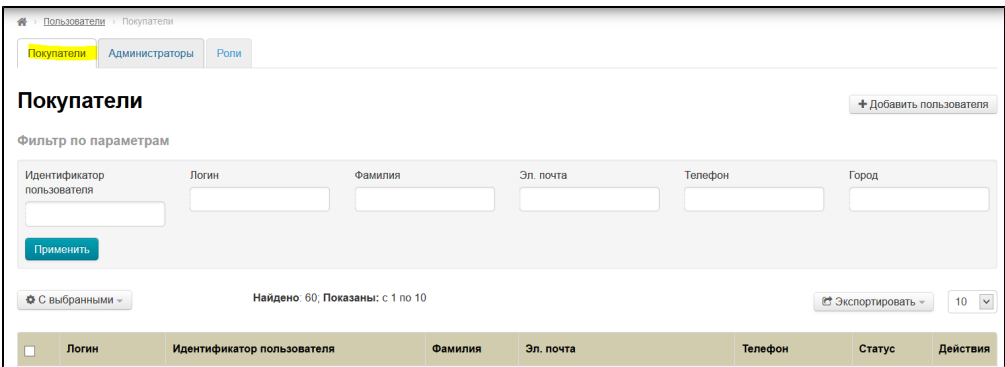 Пользователи › Покупатели
Покупатели Администраторы Роли
Покупатели
Добавить пользователя
Фильтр по параметрам
Идентификатор пользователя Логин Фамилия Эл. почта Телефон Город
Применить
С выбранными Найдено: 60; Показаны: с 1 по 10 Экспортировать 10
Логин Идентификатор пользователя Фамилия Эл. почта Телефон Статус Действия